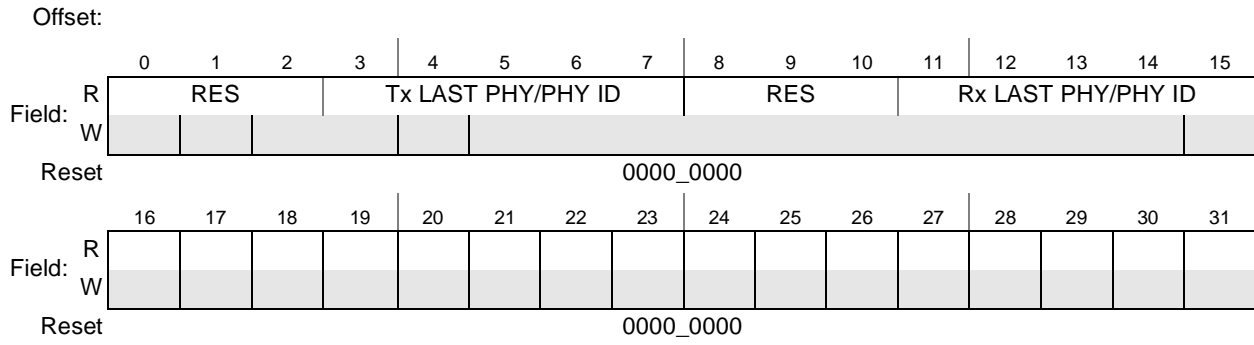 Offset:
0 1 2 3 4 5 6 7 8 9 10 11 12 13 14 15
Field: R RES Tx LAST PHY/PHY ID RES Rx LAST PHY/PHY ID
W
Reset 0000_0000
16 17 18 19 20 21 22 23 24 25 26 27 28 29 30 31
Field: R
W
Reset 0000_0000